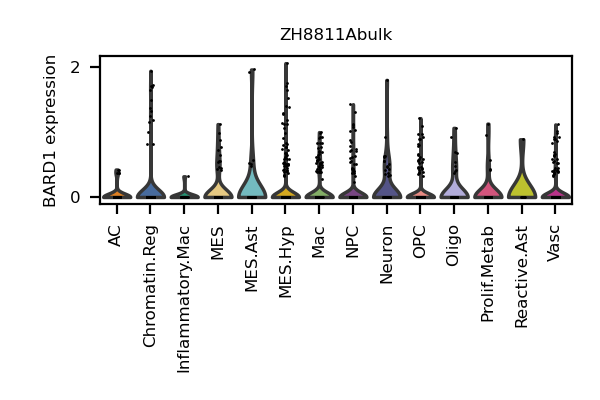 ZH8811Abulk
BARD1 expression
2
0
AC
Chromatin.Reg
Inflammatory.Mac
MES
MES.Ast
MES.Hyp
Mac
NPC
Neuron
OPC
Oligo
Prolif.Metab
Reactive.Ast
Vasc